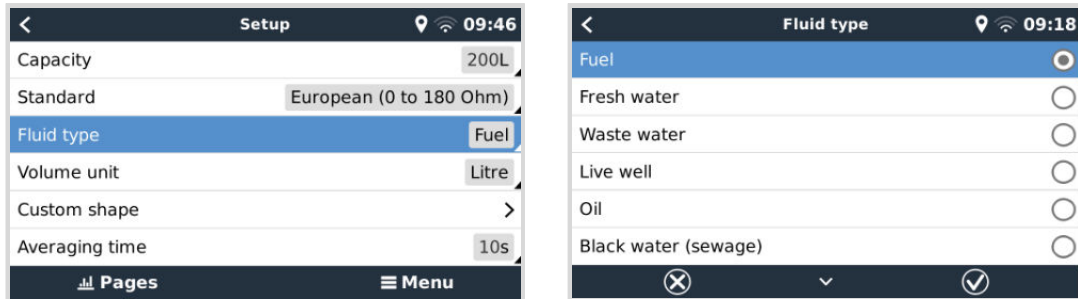 Setup 09:46
Capacity 200L
Standard European (0 to 180 Ohm)
Fluid type Fuel
Volume unit Litre
Custom shape
Averaging time 10s
Pages Menu
Fluid type 09:18
Fuel
Fresh water
Waste water
Live well
Oil
Black water (sewage)